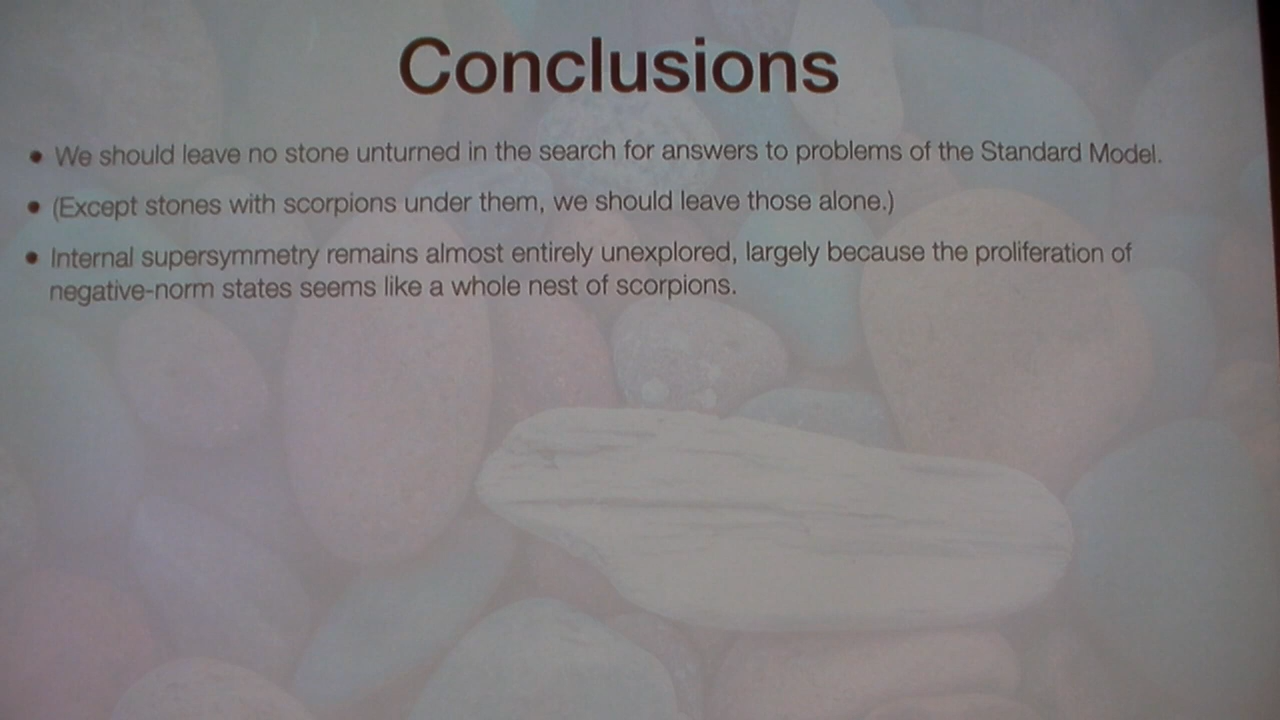 Conclusions
• We should leave no stone unturned in the search for answers to problems of the Standard Model.
• (Except stones with scorpions under them, we should leave those alone.)
• Internal supersymmetry remains almost entirely unexplored, largely because the proliferation of
negative-norm states seems like a whole nest of scorpions.